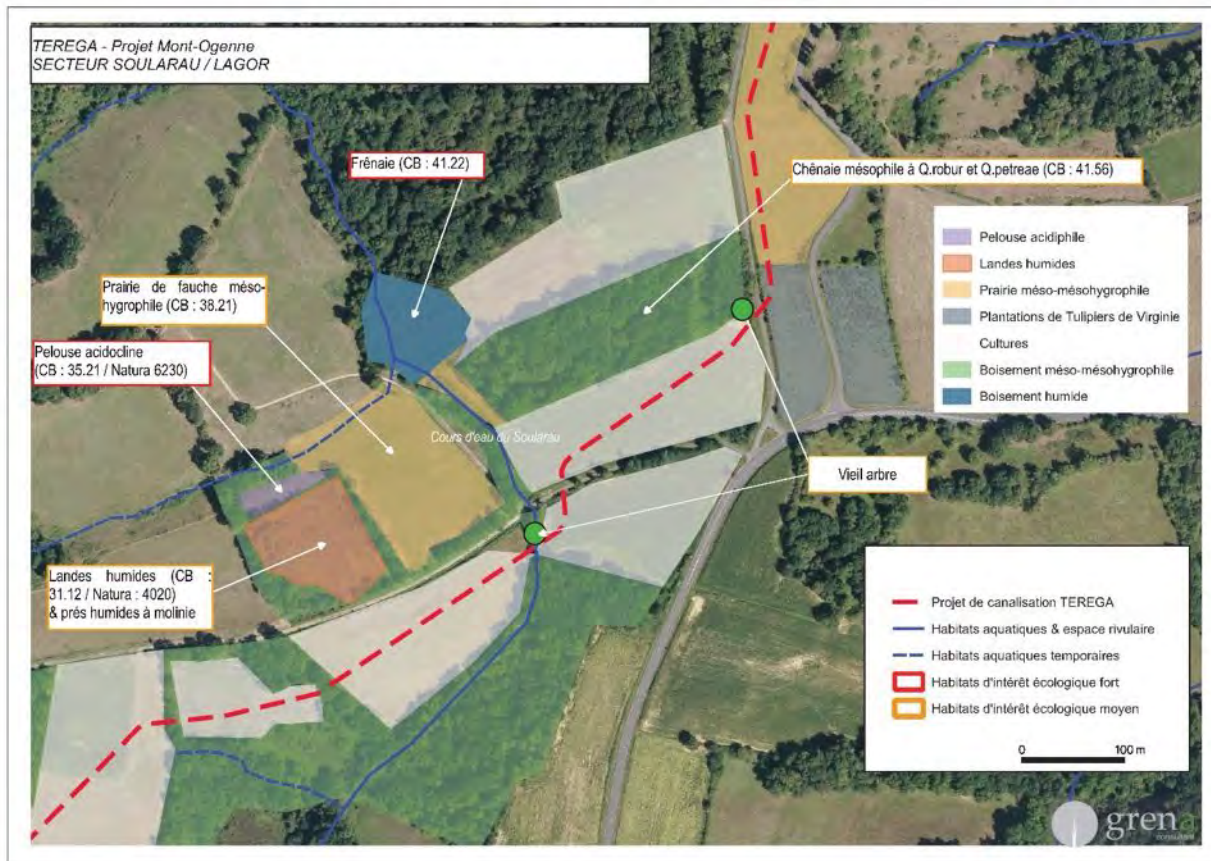 TEREGA - Projet Mont-Ogenne
SECTEUR SOULARAU / LAGOR
Frênaie (CB : 41.22)
Chênaie mésophile à Q.robur et Q.petreae (CB : 41.56)
Prairie de fauche méso-
hygrophile (CB : 38.21)
Pelouse acidocline
(CB : 35.21 / Natura 6230)
Cours d'eau du Soularau
Landes humides (CB :
31.12 / Natura : 4020)
& prés humides à molinie
Vieil arbre
Pelouse acidiphile
Landes humides
Prairie méso-mésohygrophile
Plantations de Tulipiers de Virginie
Cultures
Boisement méso-mésohygrophile
Boisement humide
Projet de canalisation TEREGA
Habitats aquatiques & espace rivulaire
Habitats aquatiques temporaires
Habitats d'intérêt écologique fort
Habitats d'intérêt écologique moyen
0 100 m
grena